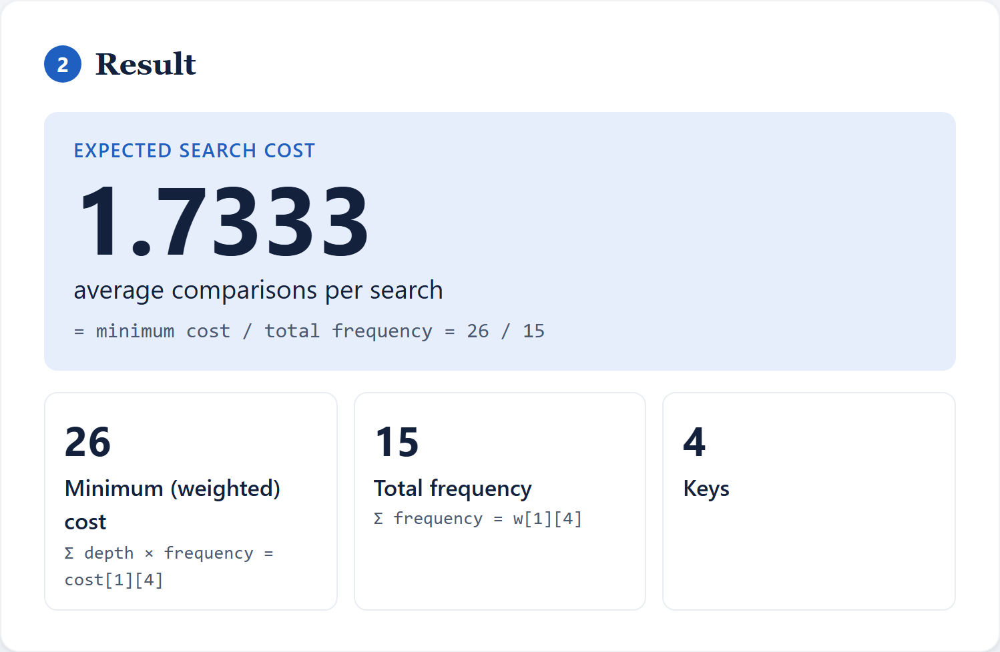 2 Result
EXPECTED SEARCH COST
1.7333
average comparisons per search
= minimum cost / total frequency = 26 / 15
26
Minimum (weighted)
cost
Σ depth × frequency =
cost[1][4]
15
Total frequency
Σ frequency = w[1][4]
4
Keys